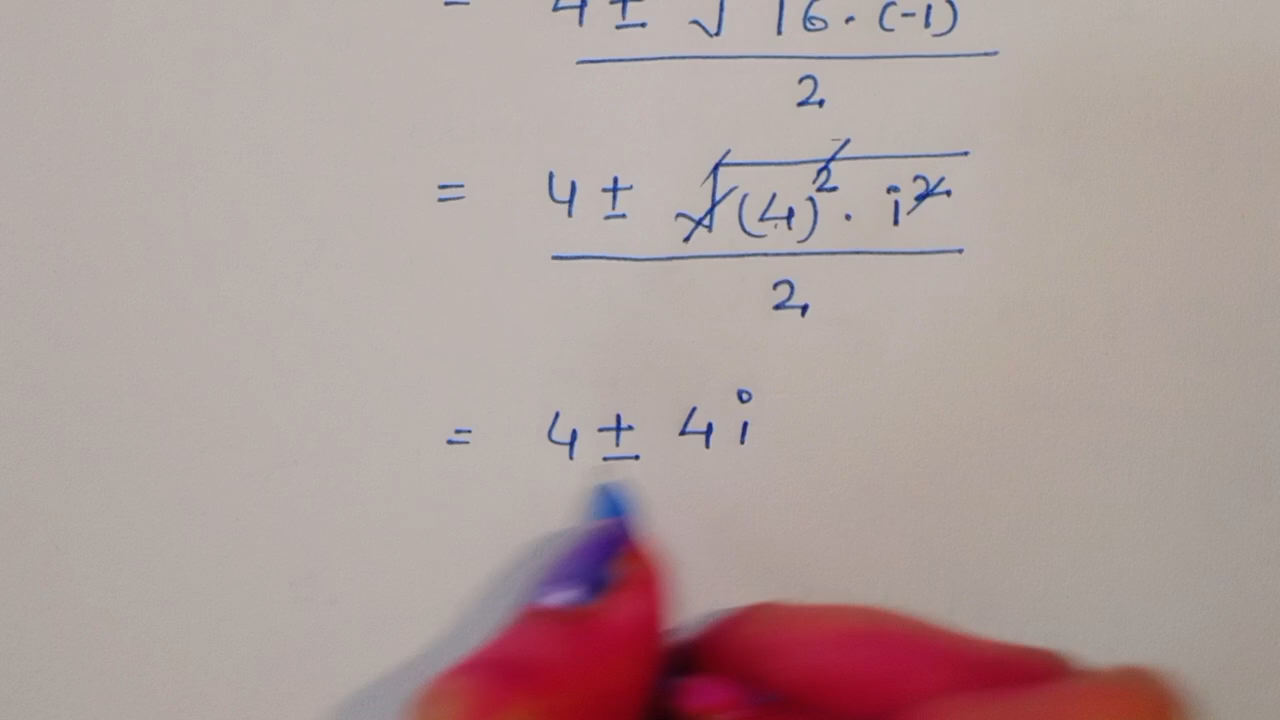 = 4 ± √16 · (-1)
2
= 4 ± √(4)² · i²
2
= 4 ± 4i